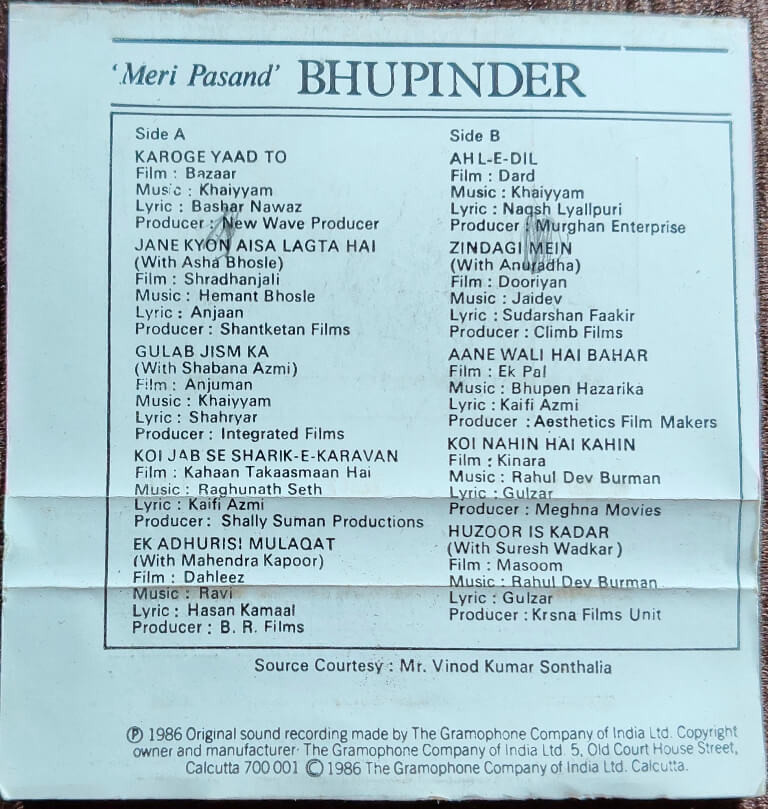 'Meri Pasand' BHUPINDER
Side A
KAROGE YAAD TO
Film : Bazaar
Music : Khaiyyam
Lyric : Bashar Nawaz
Producer : New Wave Producer
JANE KYON AISA LAGTA HAI
(With Asha Bhosle)
Film : Shradhanjali
Music : Hemant Bhosle
Lyric : Anjaan
Producer : Shantketan Films
GULAB JISM KA
(With Shabana Azmi)
Film : Anjuman
Music : Khaiyyam
Lyric : Shahryar
Producer : Integrated Films
KOI JAB SE SHARIK-E-KARAVAN
Film : Kahaan Takaasmaan Hai
Music : Raghunath Seth
Lyric : Kaifi Azmi
Producer : Shally Suman Productions
EK ADHURISI MULAQAT
(With Mahendra Kapoor)
Film : Dahleez
Music : Ravi
Lyric : Hasan Kamaal
Producer : B. R. Films
Side B
AHL-E-DIL
Film : Dard
Music : Khaiyyam
Lyric : Naqsh Lyallpuri
Producer : Murghan Enterprise
ZINDAGI MEIN
(With Anuradha)
Film : Dooriyan
Music : Jaidev
Lyric : Sudarshan Faakir
Producer : Climb Films
AANE WALI HAI BAHAR
Film : Ek Pal
Music : Bhupen Hazarika
Lyric : Kaifi Azmi
Producer : Aesthetics Film Makers
KOI NAHIN HAI KAHIN
Film : Kinara
Music : Rahul Dev Burman
Lyric : Gulzar
Producer : Meghna Movies
HUZOOR IS KADAR
(With Suresh Wadkar)
Film : Masoom
Music : Rahul Dev Burman
Lyric : Gulzar
Producer : Krsna Films Unit
Source Courtesy : Mr. Vinod Kumar Sonthalia
℗ 1986 Original sound recording made by The Gramophone Company of India Ltd. Copyright
owner and manufacturer· The Gramophone Company of India Ltd. 5, Old Court House Street,
Calcutta 700 001 © 1986 The Gramophone Company of India Ltd. Calcutta.